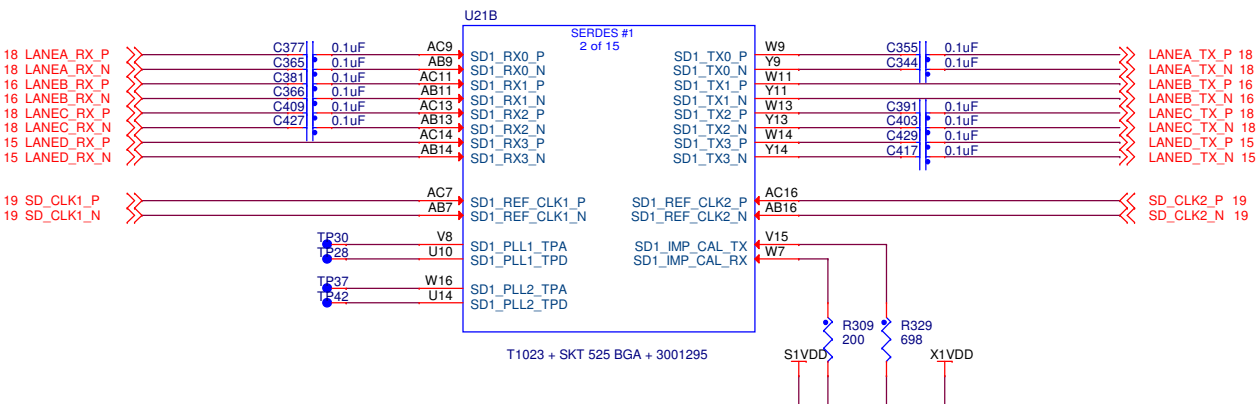 U21B
SERDES #1
2 of 15
18 LANEA_RX_P C377 0.1uF AC9 SD1_RX0_P SD1_TX0_P W9 C355 0.1uF LANEA_TX_P 18
18 LANEA_RX_N C365 0.1uF AB9 SD1_RX0_N SD1_TX0_N Y9 C344 0.1uF LANEA_TX_N 18
16 LANEB_RX_P C381 0.1uF AC11 SD1_RX1_P SD1_TX1_P W11 LANEB_TX_P 16
16 LANEB_RX_N C366 0.1uF AB11 SD1_RX1_N SD1_TX1_N Y11 LANEB_TX_N 16
18 LANEC_RX_P C409 0.1uF AC13 SD1_RX2_P SD1_TX2_P W13 C391 0.1uF LANEC_TX_P 18
18 LANEC_RX_N C427 0.1uF AB13 SD1_RX2_N SD1_TX2_N Y13 C403 0.1uF LANEC_TX_N 18
15 LANED_RX_P AC14 SD1_RX3_P SD1_TX3_P W14 C429 0.1uF LANED_TX_P 15
15 LANED_RX_N AB14 SD1_RX3_N SD1_TX3_N Y14 C417 0.1uF LANED_TX_N 15
19 SD_CLK1_P AC7 SD1_REF_CLK1_P SD1_REF_CLK2_P AC16 SD_CLK2_P 19
19 SD_CLK1_N AB7 SD1_REF_CLK1_N SD1_REF_CLK2_N AB16 SD_CLK2_N 19
TP30 V8 SD1_PLL1_TPA SD1_IMP_CAL_TX V15
TP28 U10 SD1_PLL1_TPD SD1_IMP_CAL_RX W7
TP37 W16 SD1_PLL2_TPA
TP42 U14 SD1_PLL2_TPD
R309 R329
200 698
T1023 + SKT 525 BGA + 3001295 S1VDD X1VDD